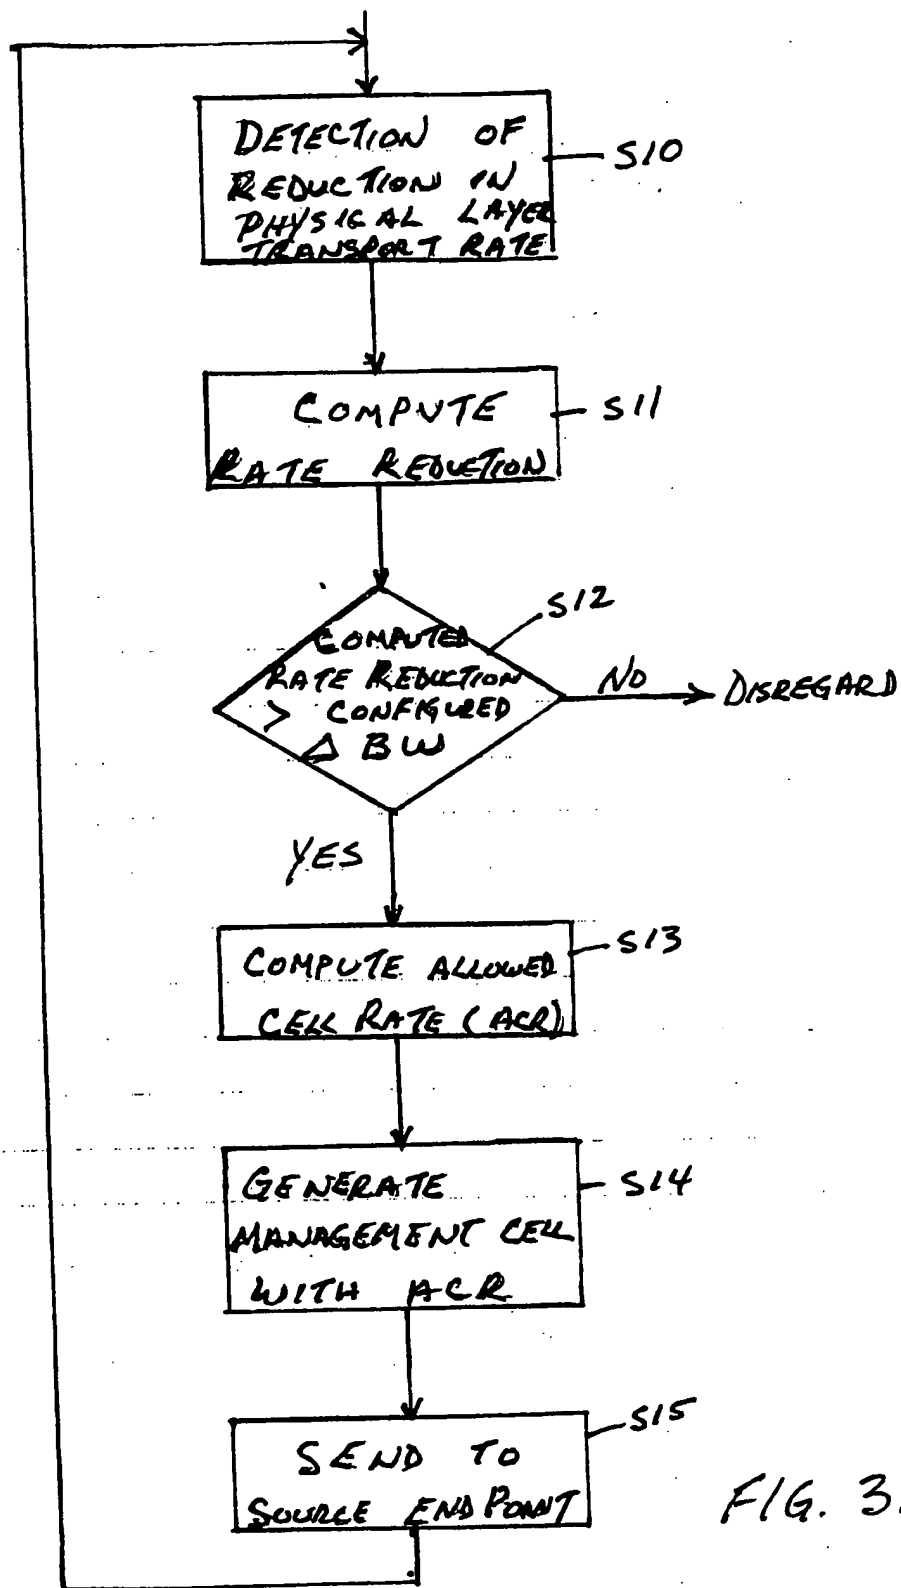 DETECTION OF
REDUCTION IN
PHYSICAL LAYER
TRANSPORT RATE
S10
COMPUTE
RATE REDUCTION
S11
COMPUTED
RATE REDUCTION
> CONFIGURED
Δ BW
S12
NO
DISREGARD
YES
COMPUTE ALLOWED
CELL RATE (ACR)
S13
GENERATE
MANAGEMENT CELL
WITH ACR
S14
SEND TO
SOURCE ENDPOINT
S15
FIG. 3.